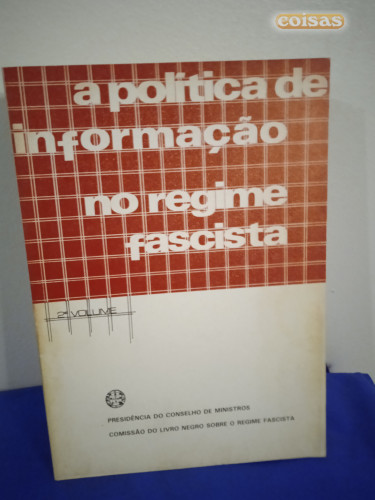 coisas
a política de
informação
no regime
fascista
2º VOLUME
PRESIDÊNCIA DO CONSELHO DE MINISTROS
COMISSÃO DO LIVRO NEGRO SOBRE O REGIME FASCISTA